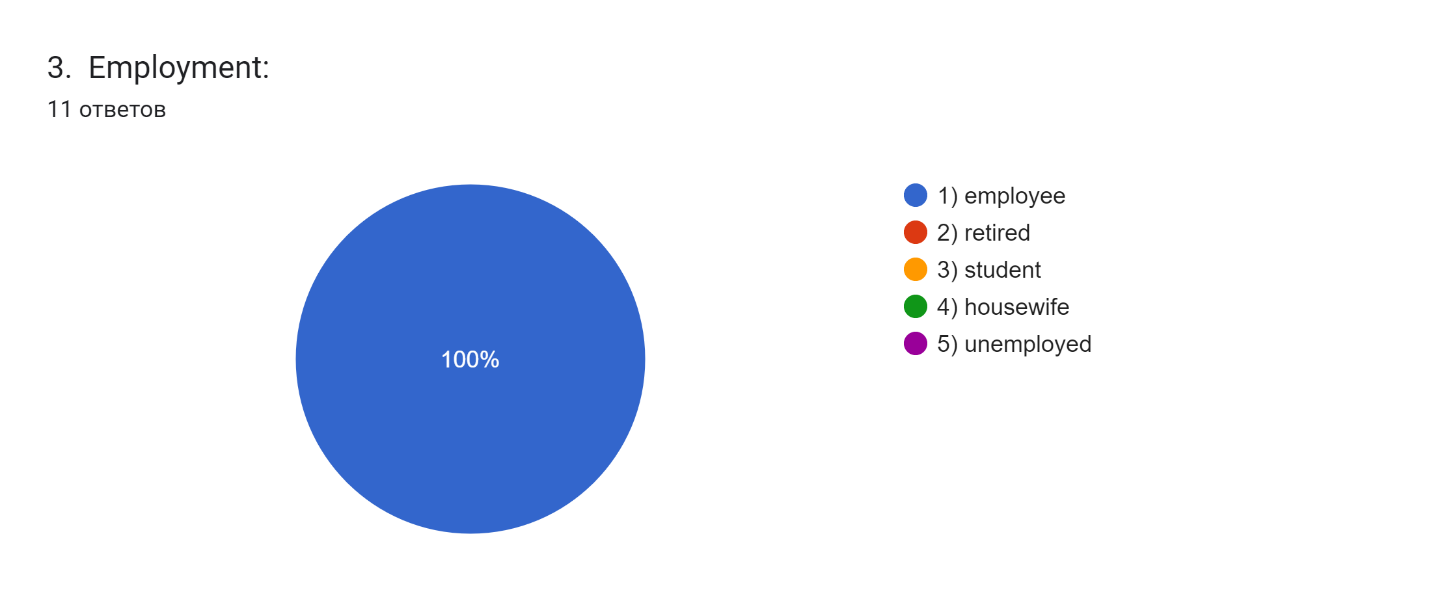 3.  Employment:
11 ответов
100%
1) employee
2) retired
3) student
4) housewife
5) unemployed